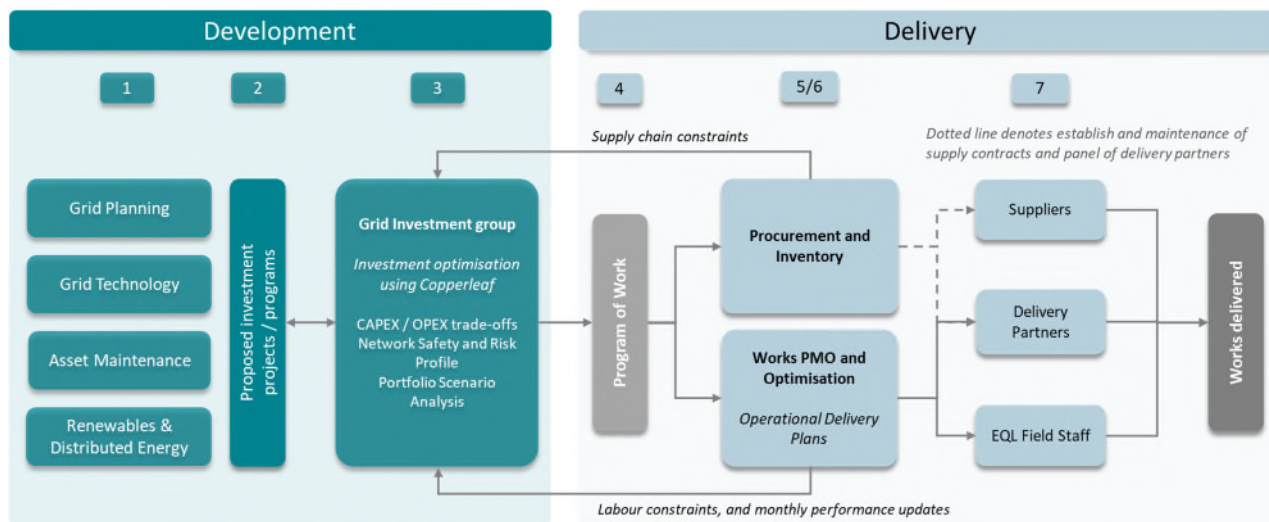 Development
Delivery
1
2
3
4
5/6
7
Supply chain constraints
Dotted line denotes establish and maintenance of
supply contracts and panel of delivery partners
Grid Planning
Grid Technology
Asset Maintenance
Renewables &
Distributed Energy
Proposed investment
projects / programs
Grid Investment group
Investment optimisation
using Copperleaf
CAPEX / OPEX trade-offs
Network Safety and Risk
Profile
Portfolio Scenario
Analysis
Program of Work
Procurement and
Inventory
Works PMO and
Optimisation
Operational Delivery
Plans
Suppliers
Delivery
Partners
EQL Field Staff
Works delivered
Labour constraints, and monthly performance updates